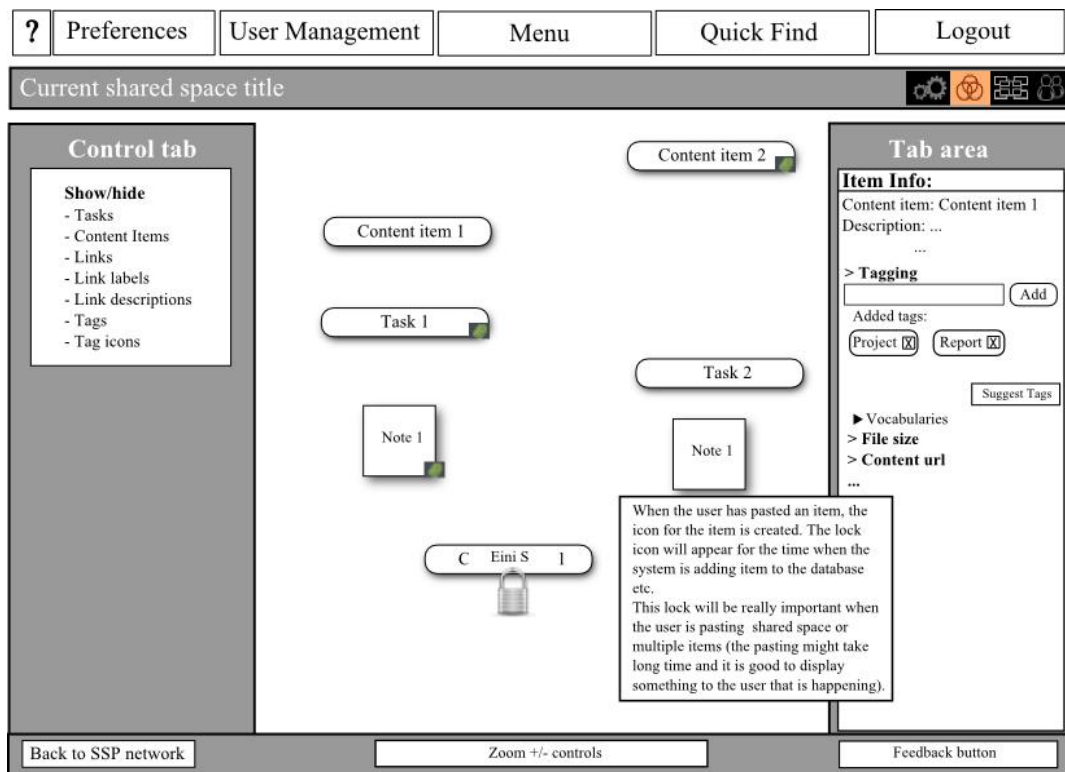 ?
Preferences
User Management
Menu
Quick Find
Logout
Current shared space title
Control tab
Show/hide
- Tasks
- Content Items
- Links
- Link labels
- Link descriptions
- Tags
- Tag icons
Content item 2
Content item 1
Task 1
Task 2
Note 1
Note 1
C Eini S 1
When the user has pasted an item, the
icon for the item is created. The lock
icon will appear for the time when the
system is adding item to the database
etc.
This lock will be really important when
the user is pasting shared space or
multiple items (the pasting might take
long time and it is good to display
something to the user that is happening).
Tab area
Item Info:
Content item: Content item 1
Description: ...
...
> Tagging
Add
Added tags:
Project X
Report X
Suggest Tags
▶ Vocabularies
> File size
> Content url
...
Back to SSP network
Zoom +/- controls
Feedback button